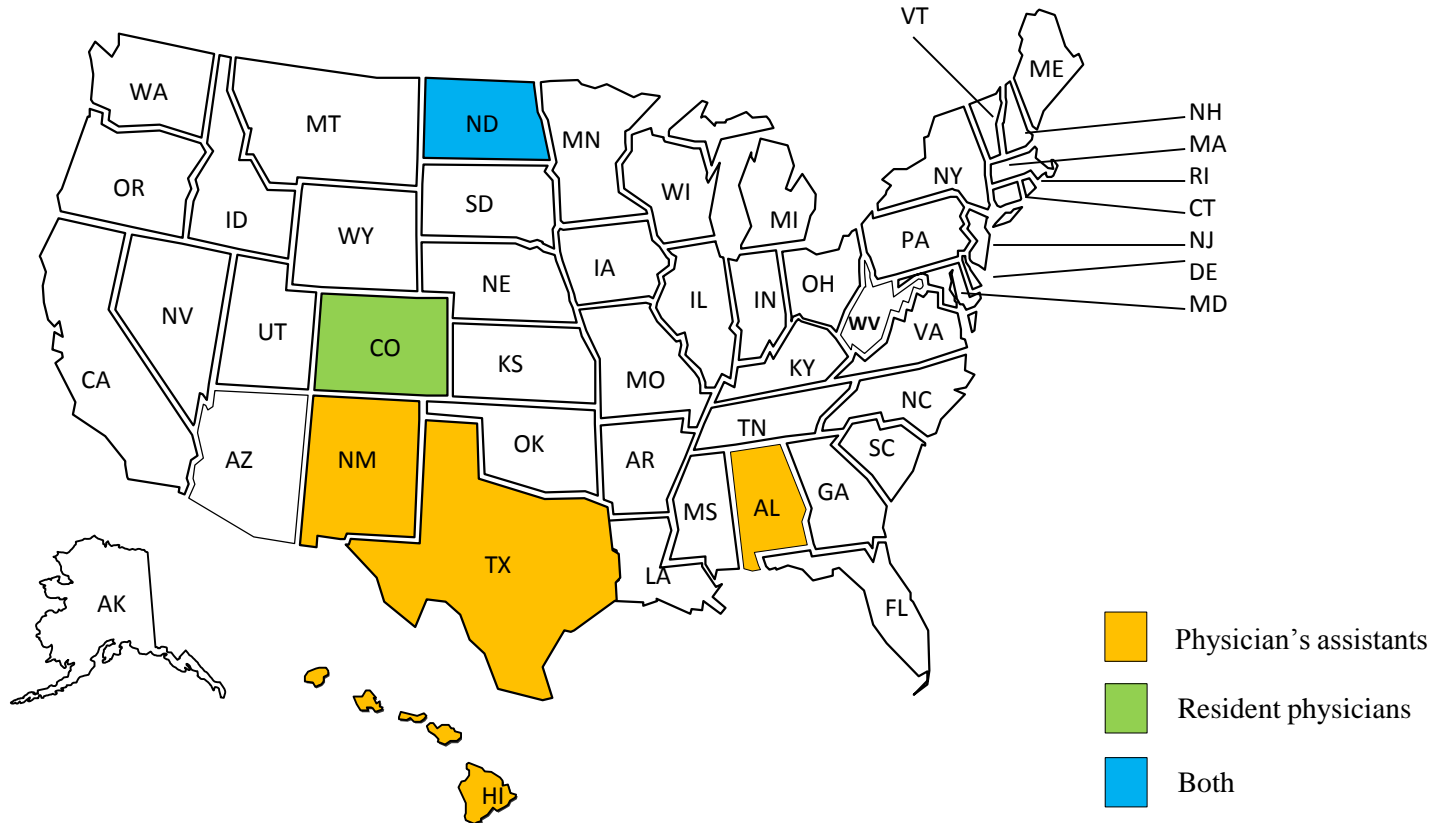 VT
ME
WA
MT
ND
MN
NH
MA
OR
ID
SD
WI
MI
NY
RI
CT
WY
PA
NJ
IA
NE
DE
OH
MD
NV
UT
CO
IL
IN
WV
VA
CA
KS
MO
KY
NC
TN
OK
SC
AZ
NM
AR
GA
MS
AL
TX
LA
AK
FL
Physician’s assistants
Resident physicians
Both
HI